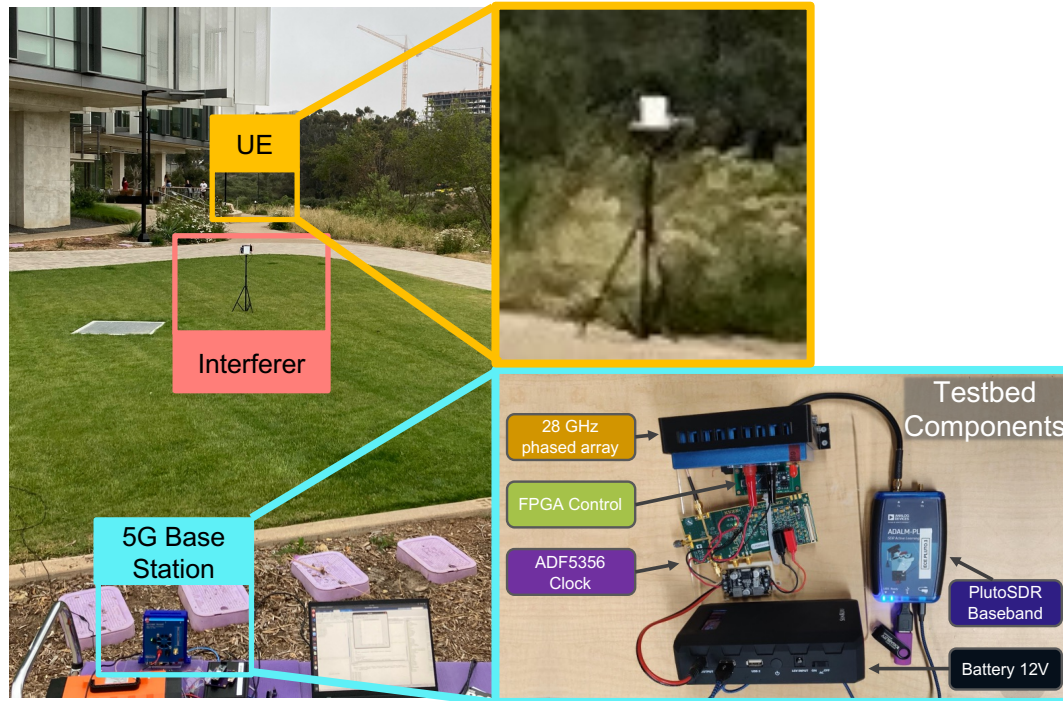 UE
Interferer
5G Base
Station
Testbed
Components
28 GHz
phased array
FPGA Control
ADF5356
Clock
PlutoSDR
Baseband
Battery 12V
ANALOG
DEVICES
ADALM-PL
OUTPUT